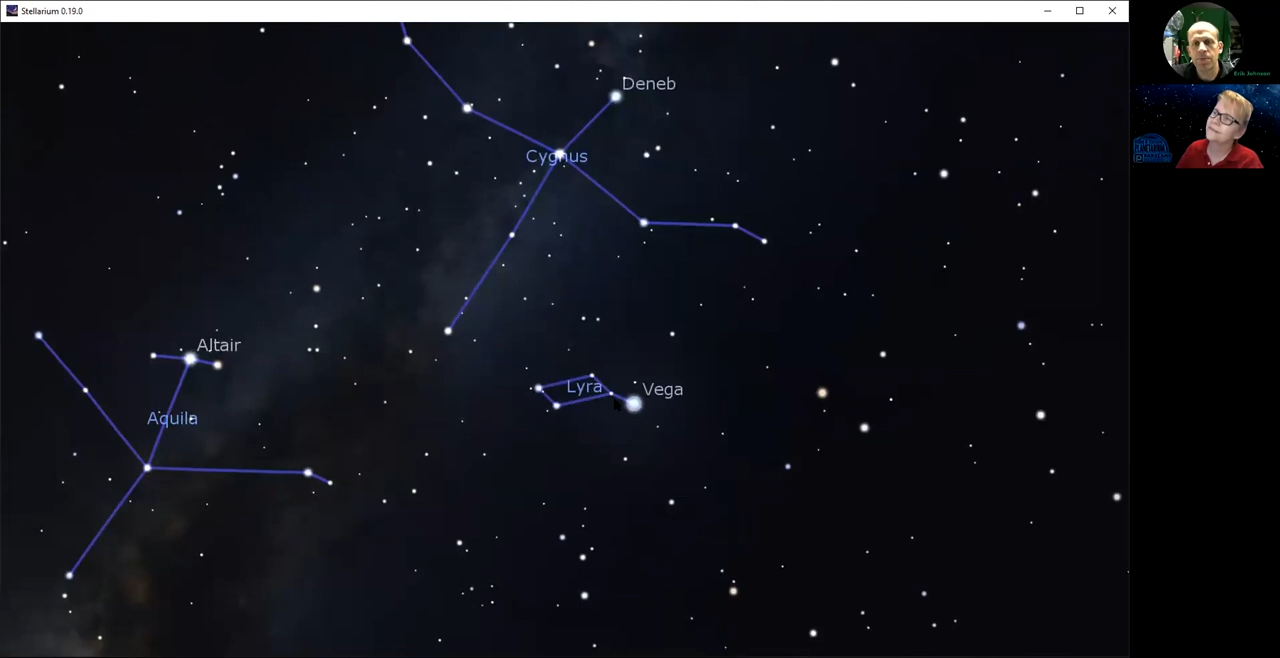 Stellarium 0.19.0
Deneb
Cygnus
Altair
Aquila
Lyra
Vega
Erik Johnson